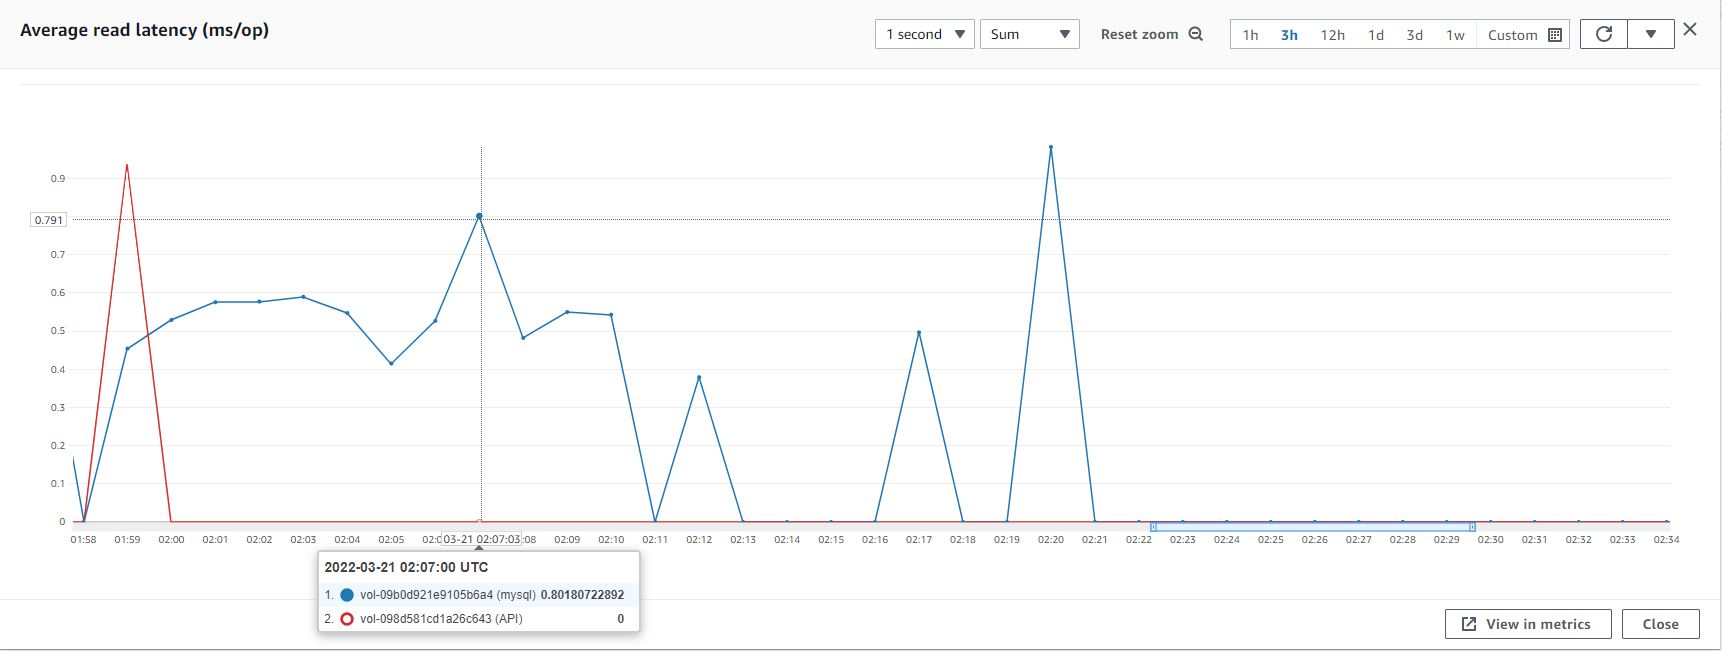 Average read latency (ms/op)
1 second
Sum
Reset zoom
1h 3h 12h 1d 3d 1w Custom
0.9
0.791
0.7
0.6
0.5
0.4
0.3
0.2
0.1
0
01:58 01:59 02:00 02:01 02:02 02:03 02:04 02:05 02:0 03-21 02:07:03 :08 02:09 02:10 02:11 02:12 02:13 02:14 02:15 02:16 02:17 02:18 02:19 02:20 02:21 02:22 02:23 02:24 02:25 02:26 02:27 02:28 02:29 02:30 02:31 02:32 02:33 02:34
2022-03-21 02:07:00 UTC
1. vol-09b0d921e9105b6a4 (mysql) 0.80180722892
2. vol-098d581cd1a26c643 (API) 0
View in metrics
Close